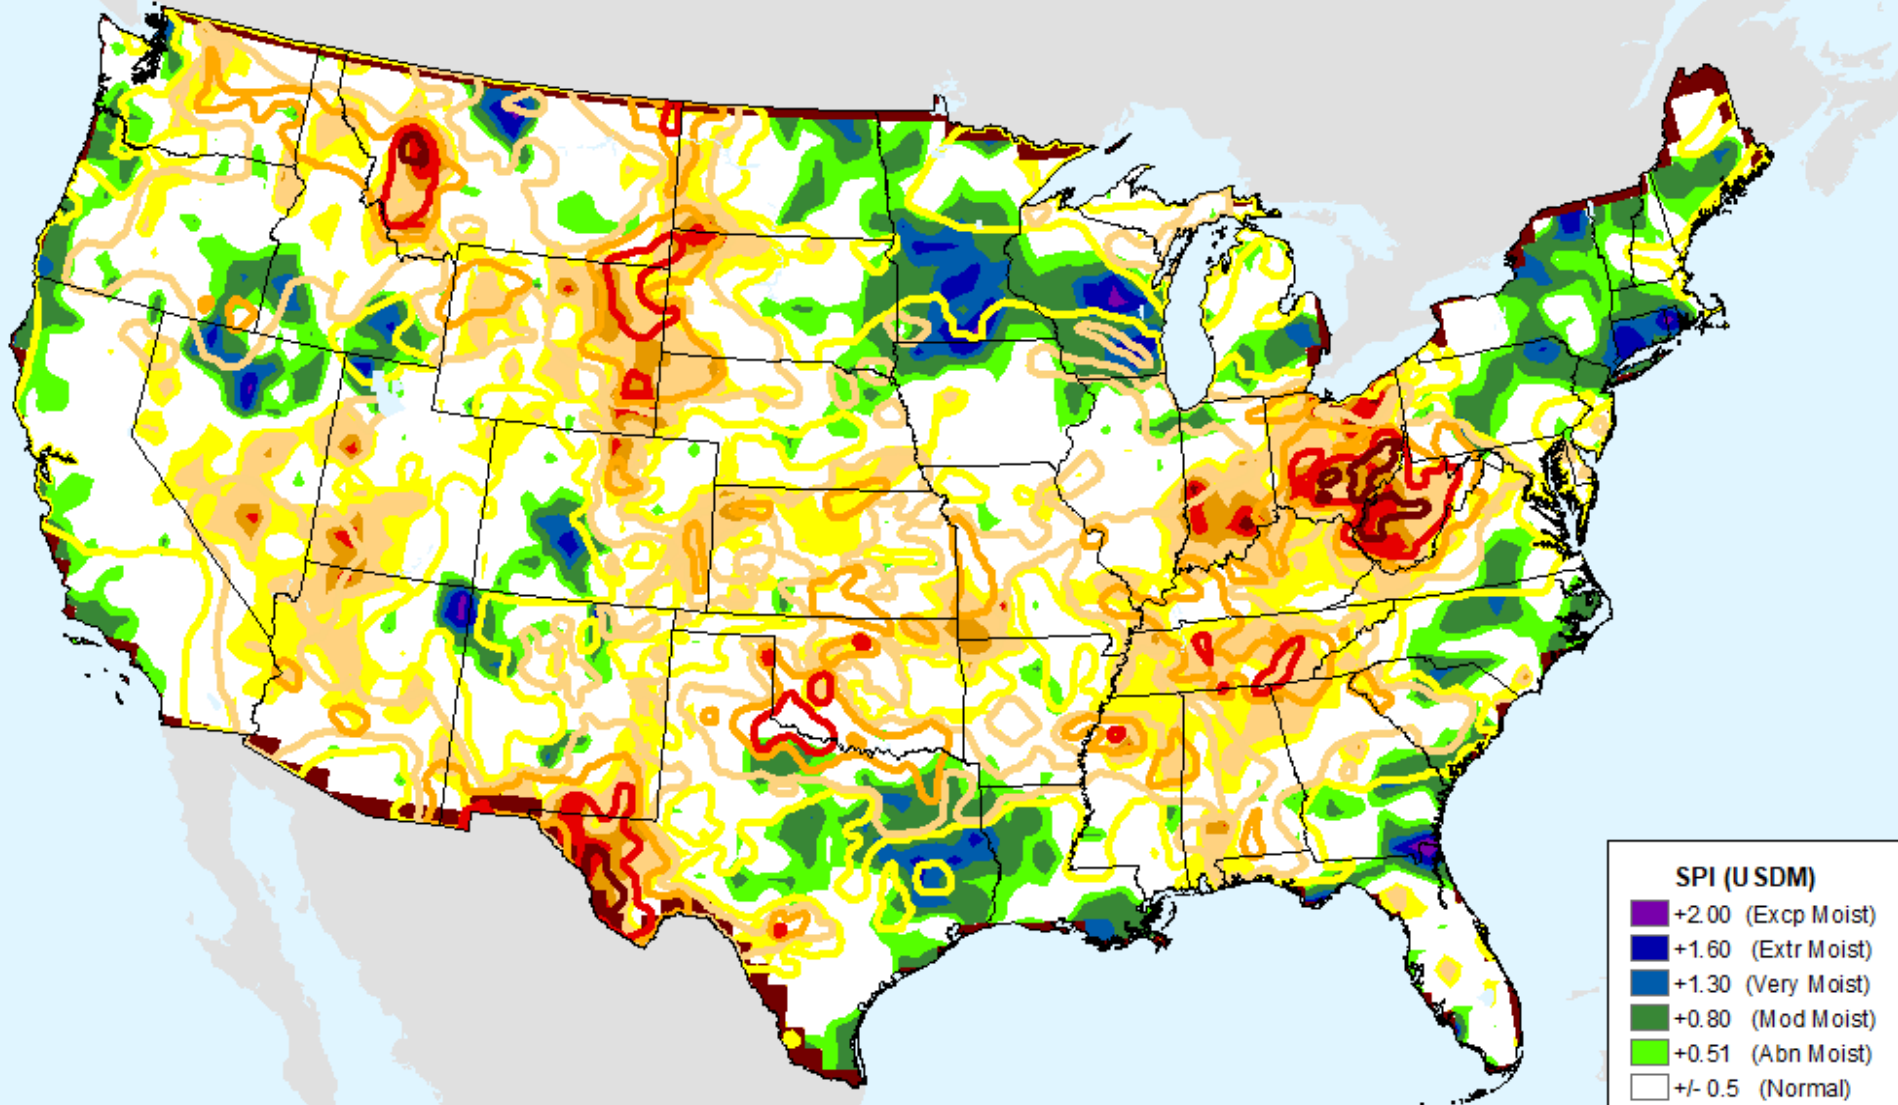 SPI (USDM)
+2.00 (Excp Moist)
+1.60 (Extr Moist)
+1.30 (Very Moist)
+0.80 (Mod Moist)
+0.51 (Abn Moist)
+/- 0.5 (Normal)